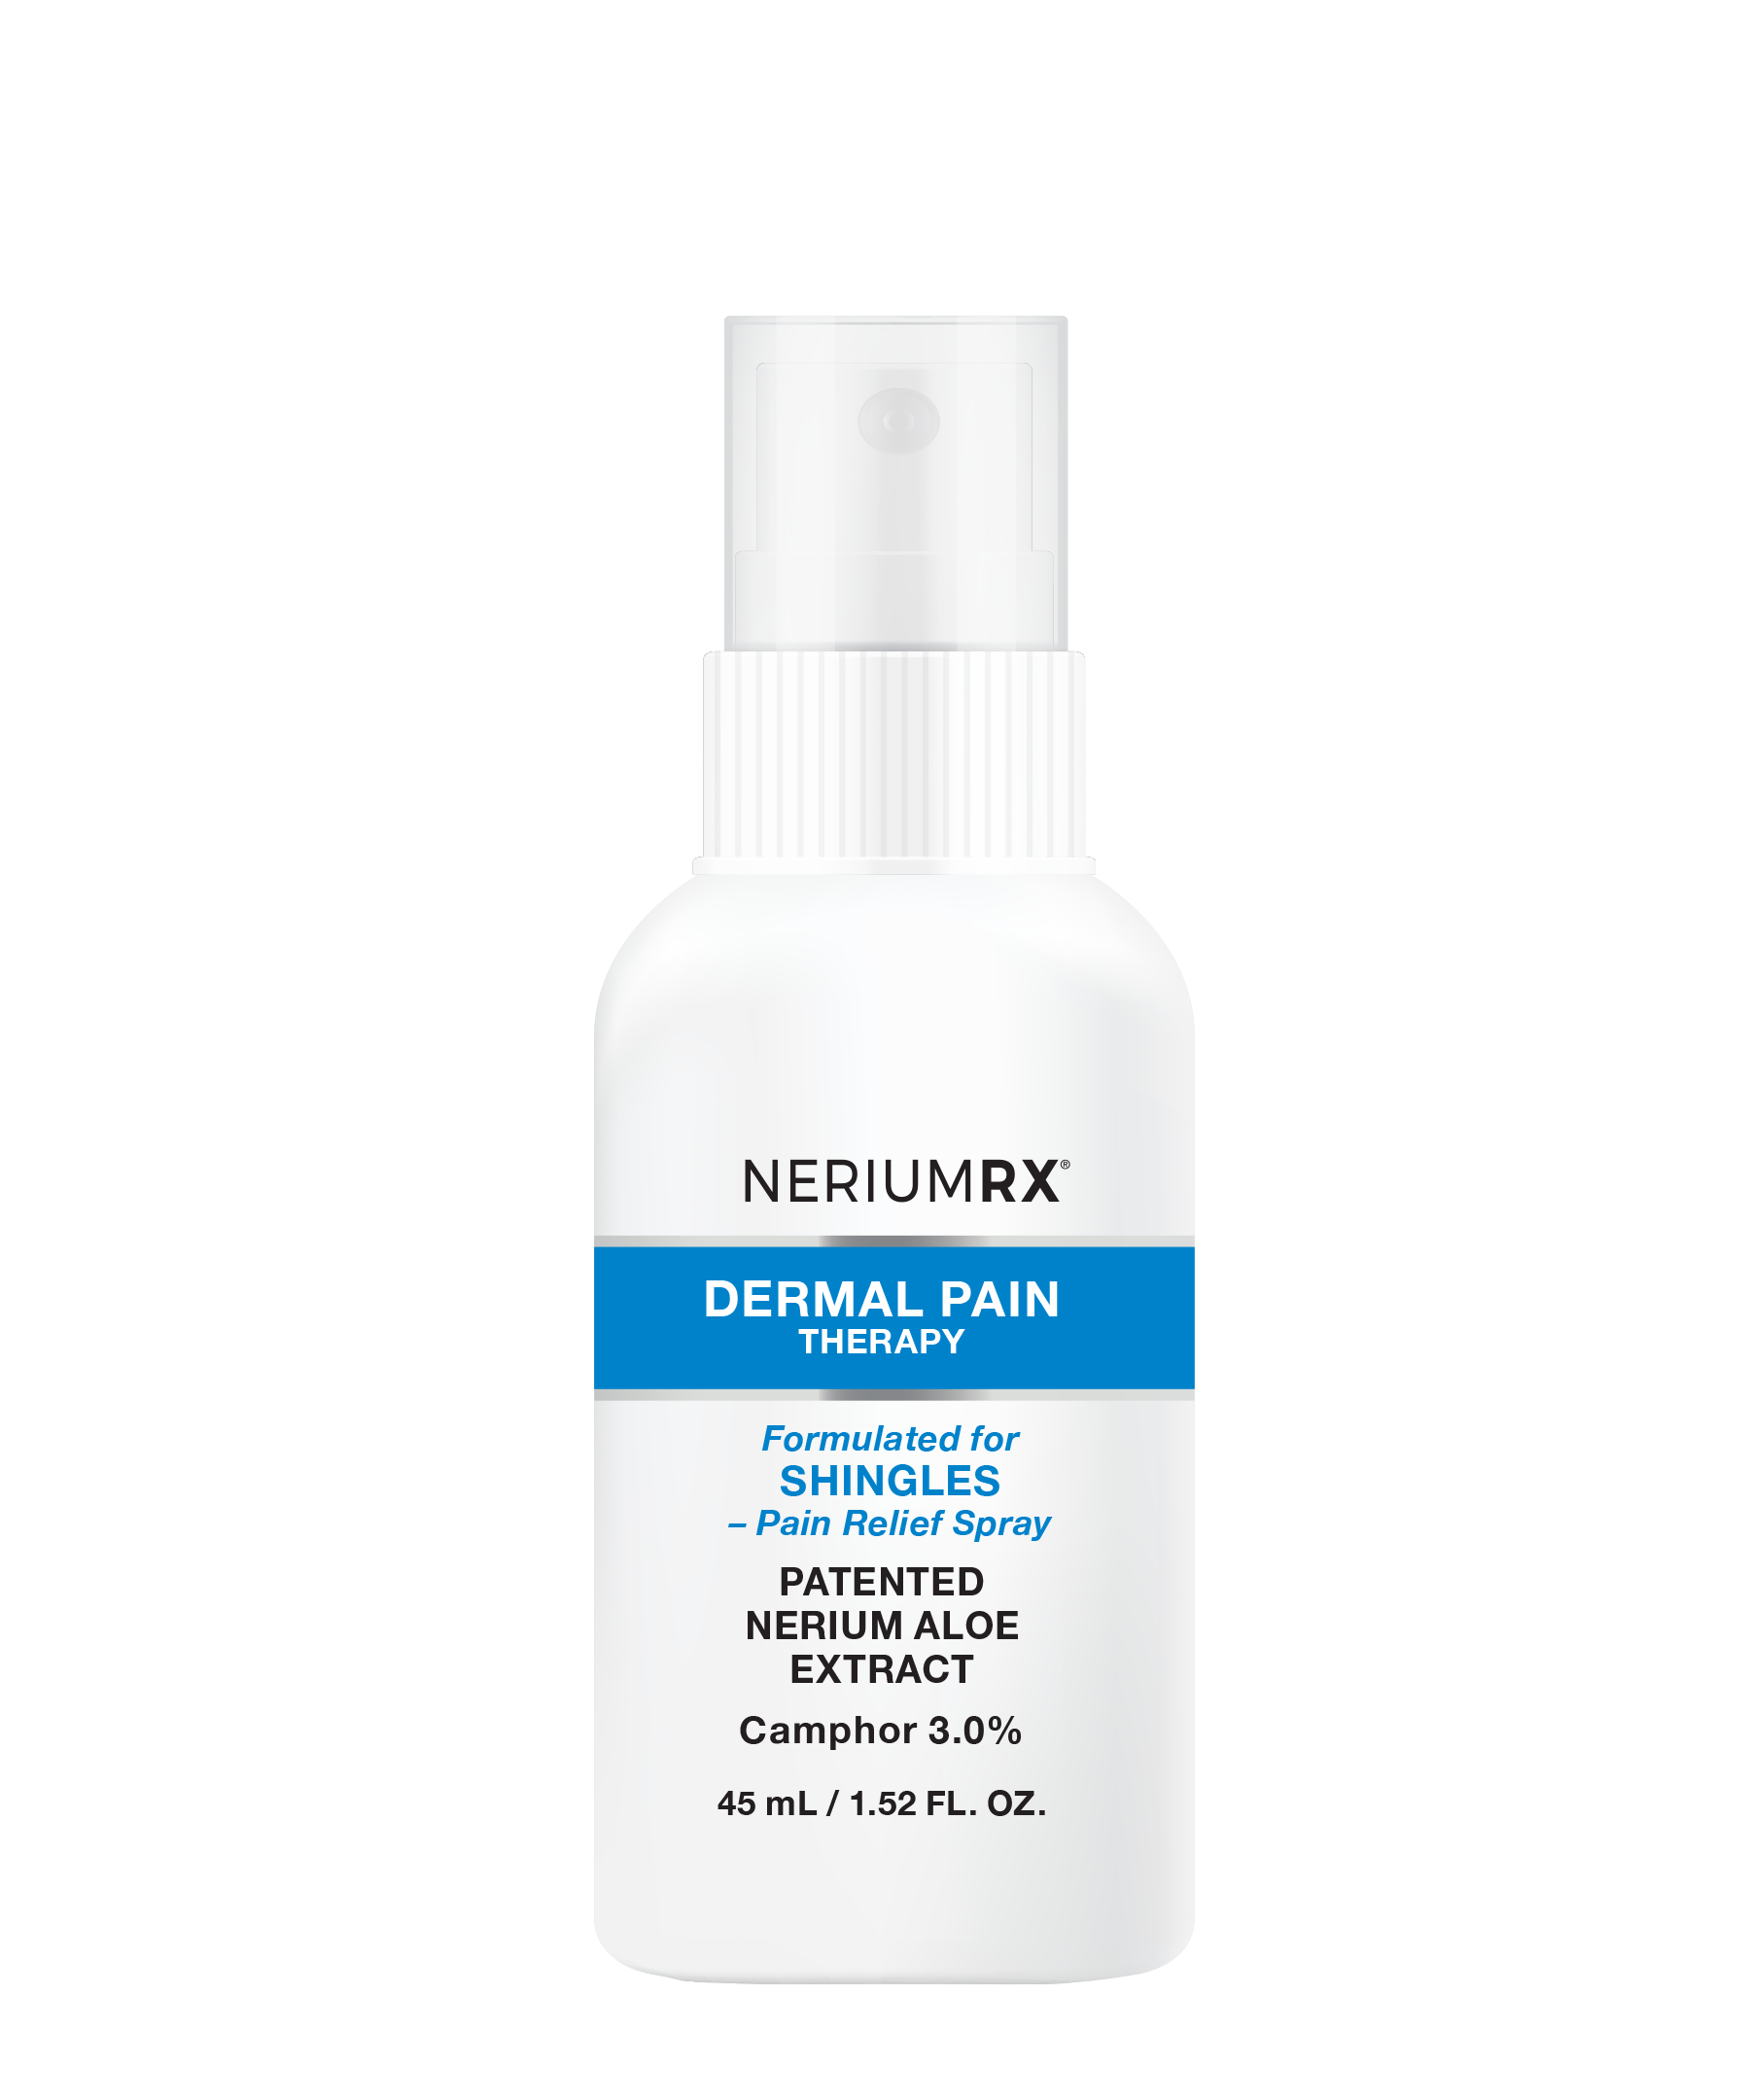 NERIUMRX®
DERMAL PAIN
THERAPY
Formulated for
SHINGLES
– Pain Relief Spray
PATENTED
NERIUM ALOE
EXTRACT
Camphor 3.0%
45 mL / 1.52 FL. OZ.